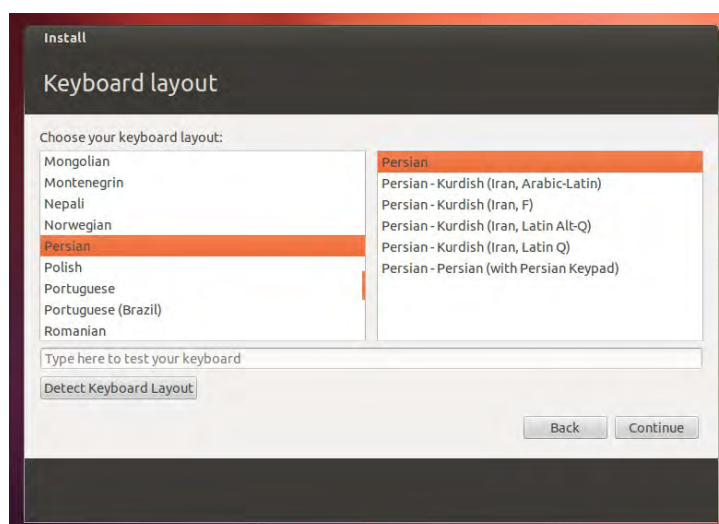 Install
Keyboard layout
Choose your keyboard layout:
Mongolian
Montenegrin
Nepali
Norwegian
Persian
Polish
Portuguese
Portuguese (Brazil)
Romanian
Persian
Persian - Kurdish (Iran, Arabic-Latin)
Persian - Kurdish (Iran, F)
Persian - Kurdish (Iran, Latin Alt-Q)
Persian - Kurdish (Iran, Latin Q)
Persian - Persian (with Persian Keypad)
Type here to test your keyboard
Detect Keyboard Layout
Back
Continue